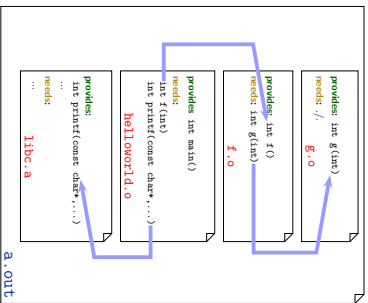 provides: int g(int)
needs: ./.
g.o
provides: int f()
needs: int g(int)
f.o
provides int main()
needs:
int f(int)
int printf(const char*,...)
helloworld.o
provides:
int printf(const char*,...)
...
needs:
...
libc.a
a.out